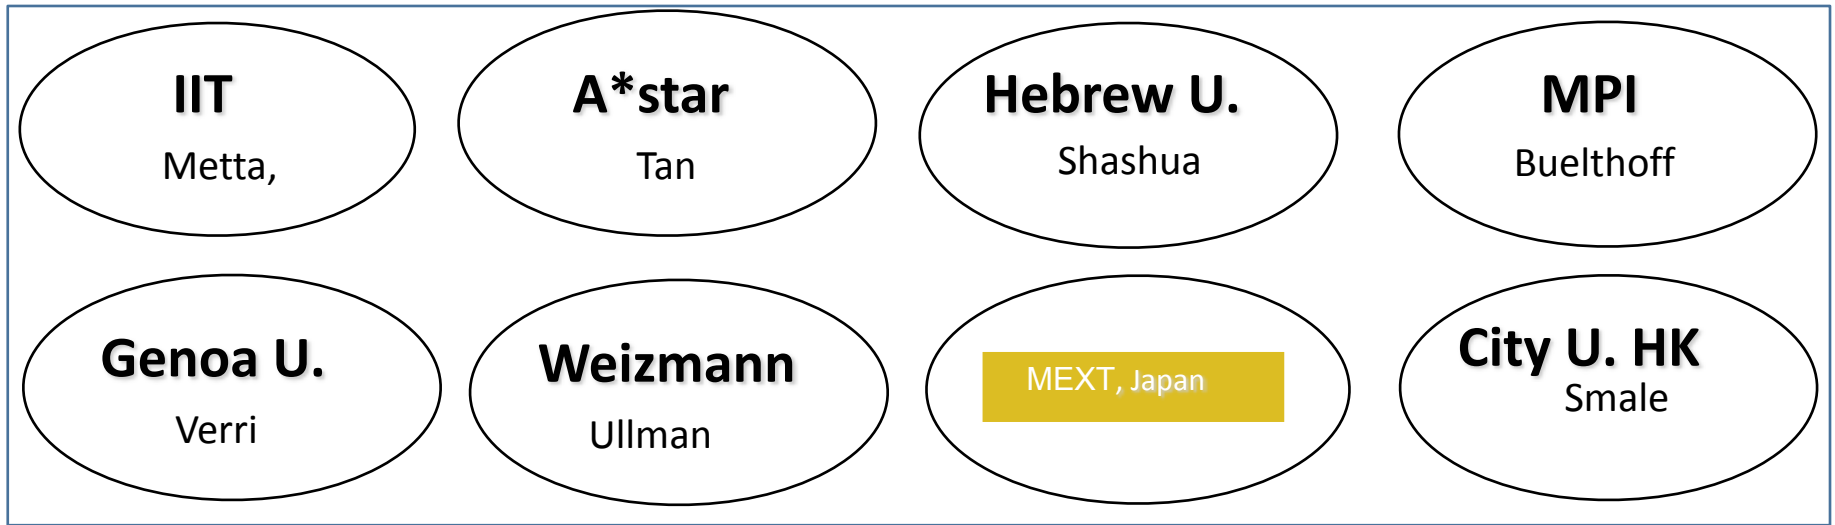 IIT
Metta,
A*star
Tan
Hebrew U.
Shashua
MPI
Buelthoff
Genoa U.
Verri
Weizmann
Ullman
MEXT, Japan
City U. HK
Smale